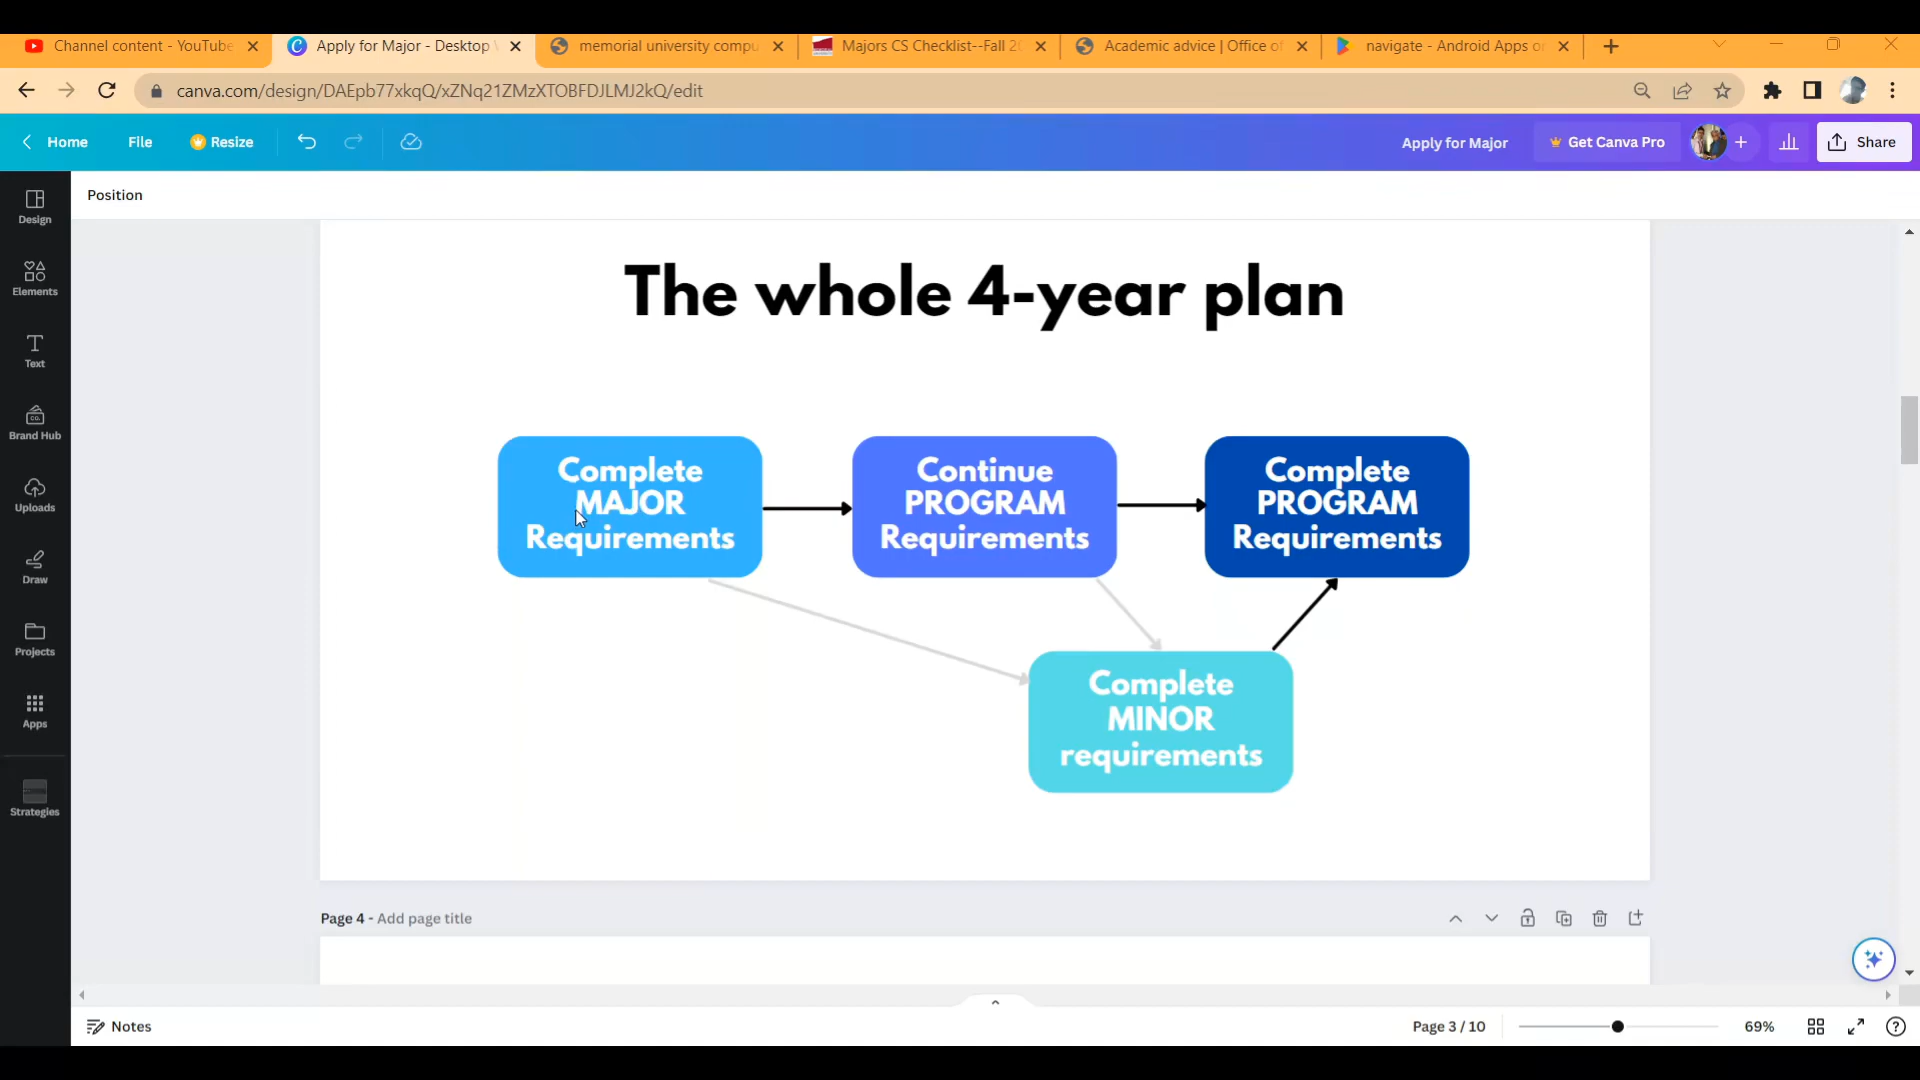 Channel content - YouTube
Apply for Major - Desktop
memorial university compu
Majors CS Checklist--Fall 20
Academic advice | Office of
navigate - Android Apps o
canva.com/design/DAEpb77xkqQ/xZNq21ZMzXTOBFDJLMJ2kQ/edit
Home
File
Resize
Apply for Major
Get Canva Pro
Share
Design
Elements
Text
Brand Hub
Uploads
Draw
Projects
Apps
Strategies
Position
The whole 4-year plan
Complete
MAJOR
Requirements
Continue
PROGRAM
Requirements
Complete
PROGRAM
Requirements
Complete
MINOR
requirements
Page 4 - Add page title
Notes
Page 3 / 10
69%